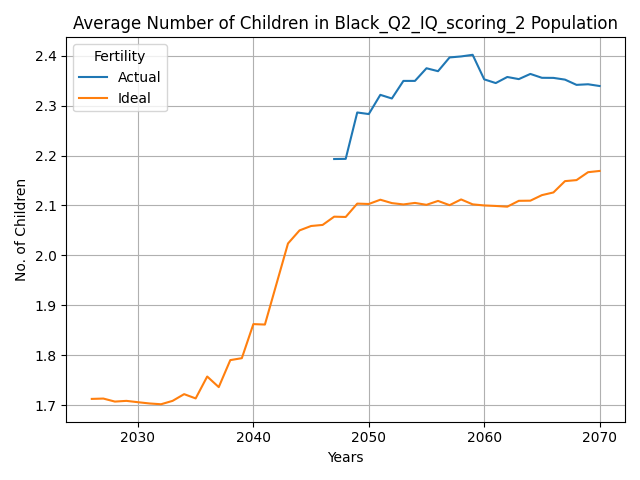 Average Number of Children in Black_Q2_IQ_scoring_2 Population
Fertility
Actual
Ideal
No. of Children
2.4
2.3
2.2
2.1
2.0
1.9
1.8
1.7
2030
2040
2050
2060
2070
Years